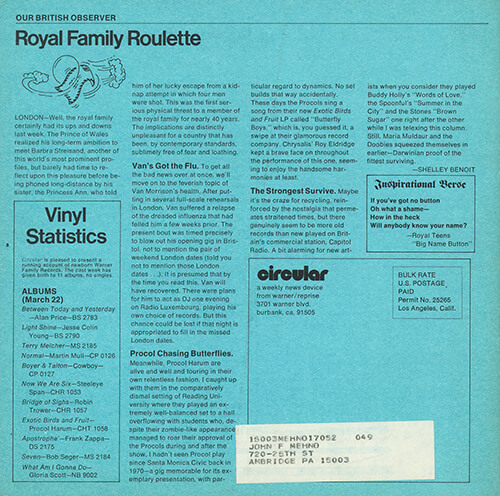 OUR BRITISH OBSERVER
Royal Family Roulette
LONDON—Well, the royal family
certainly had its ups and downs
last week. The Prince of Wales
realized his long-term ambition to
meet Barbra Streisand, another of
this world's most prominent pro-
files, but barely had time to re-
flect upon this pleasure before be-
ing phoned long-distance by his
sister, the Princess Ann, who told
Vinyl
Statistics
Circular is pleased to present a
running account of newborn Warner
Family Records. The past week has
given birth to 11 albums, no singles.
ALBUMS
(March 22)
Between Today and Yesterday
—Alan Price—BS 2783
Light Shine—Jesse Colin
Young—BS 2790
Terry Melcher—MS 2185
Normal—Martin Mull—CP 0126
Boyer & Talton—Cowboy—
CP 0127
Now We Are Six—Steeleye
Span—CHR 1053
Bridge of Sighs—Robin
Trower—CHR 1057
Exotic Birds and Fruit—
Procol Harum—CHT 1058
Apostrophe'—Frank Zappa—
DS 2175
Seven—Bob Seger—MS 2184
What Am I Gonna Do—
Gloria Scott—NB 9002
him of her lucky escape from a kid-
nap attempt in which four men
were shot. This was the first ser-
ious physical threat to a member of
the royal family for nearly 40 years.
The implications are distinctly
unpleasant for a country that has
been, by contemporary standards,
sublimely free of fear and loathing.
Van's Got the Flu. To get all
the bad news over at once, we'll
move on to the feverish topic of
Van Morrison's health. After put-
ting in several full-scale rehearsals
in London, Van suffered a relapse
of the dreaded influenza that had
felled him a few weeks prior. The
present bout was timed precisely
to blow out his opening gig in Bris-
tol, not to mention the pair of
weekend London dates (told you
not to mention those London
dates . . .). It is presumed that by
the time you read this, Van will
have recovered. There were plans
for him to act as DJ one evening
on Radio Luxembourg, playing his
own choice of records. But this
chance could be lost if that night is
appropriated to fill in the missed
London dates.
Procol Chasing Butterflies.
Meanwhile, Procol Harum are
alive and well and touring in their
own relentless fashion. I caught up
with them in the comparatively
dismal setting of Reading Uni-
versity where they played an ex-
tremely well-balanced set to a hall
overflowing with students who, de-
spite their zombie-like appearance
managed to roar their approval of
the Procols during and after the
show. I hadn't seen Procol play
since Santa Monica Civic back in
1970—a gig memorable for its ex-
emplary presentation, with par-
ticular regard to dynamics. No set
builds that way accidentally.
These days the Procols sing a
song from their new Exotic Birds
and Fruit LP called "Butterfly
Boys," which is, you guessed it, a
swipe at their glamorous record
company, Chrysalis' Roy Eldridge
kept a brave face on throughout
the performance of this one, seem-
ing to enjoy the handsome har-
monies at least.
The Strongest Survive. Maybe
it's the craze for recycling, rein-
forced by the nostalgia that perme-
ates straitened times, but there
genuinely seem to be more old
records than new played on Brit-
ain's commercial station, Capitol
Radio. A bit alarming for new art-
ists when you consider they played
Buddy Holly's "Words of Love,"
the Spoonful's "Summer in the
City" and the Stones "Brown
Sugar" one right after the other
while I was telexing this column.
Still, Maria Muldaur and the
Doobies squeezed themselves in
earlier—Darwinian proof of the
fittest surviving.
—SHELLEY BENOIT
Inspirational Verse
If you've got no button
Oh what a shame—
How in the heck
Will anybody know your name?
—Royal Teens
"Big Name Button"
circular
a weekly news device
from warner/reprise
3701 warner blvd.
burbank, ca. 91505
BULK RATE
U.S. POSTAGE
PAID
Permit No. 25265
Los Angeles, Calif.
15003MEHNO17052 049
JOHN F MEHNO
720-25TH ST
AMBRIDGE PA 15003